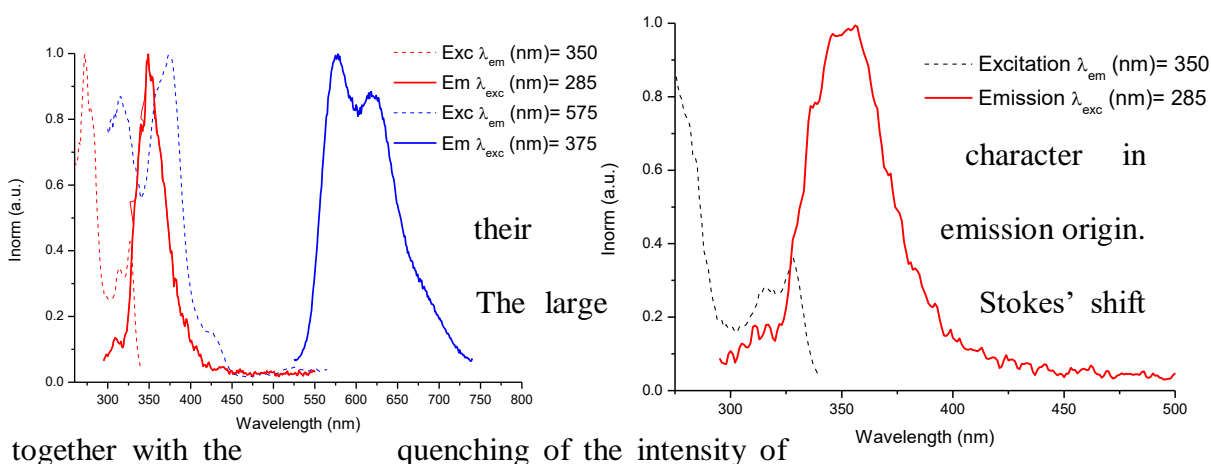 Exc λem (nm)= 350
Em λexc (nm)= 285
Exc λem (nm)= 575
Em λexc (nm)= 375
1.0
0.8
0.6
0.4
0.2
0.0
Inorm (a.u.)
300 350 400 450 500 550 600 650 700 750 800
Wavelength (nm)
Excitation λem (nm)= 350
Emission λexc (nm)= 285
1.0
0.8
0.6
0.4
0.2
0.0
Inorm (a.u.)
300 350 400 450 500
Wavelength (nm)
character in
their emission origin.
The large Stokes’ shift
together with the quenching of the intensity of